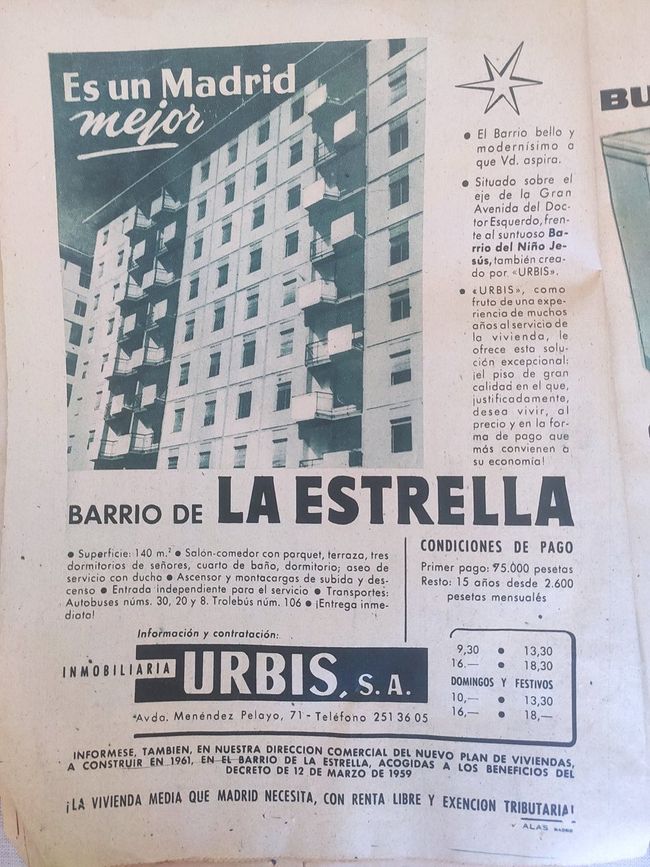 Es un Madrid
mejor
● El Barrio bello y
modernísimo a
que Vd. aspira.
● Situado sobre el
eje de la Gran
Avenida del Doc-
tor Esquerdo, fren-
te al suntuoso Ba-
rrio del Niño Je-
sús, también crea-
do por «URBIS».
● «URBIS», como
fruto de una expe-
riencia de muchos
años al servicio de
la vivienda, le
ofrece esta solu-
ción excepcional:
¡el piso de gran
calidad en el que,
justificadamente,
desea vivir, al
precio y en la for-
ma de pago que
más convienen a
su economía!
BU
BARRIO DE LA ESTRELLA
● Superficie: 140 m.² ● Salón-comedor con parquet, terraza, tres
dormitorios de señores, cuarto de baño, dormitorio; aseo de
servicio con ducha ● Ascensor y montacargas de subida y des-
censo ● Entrada independiente para el servicio ● Transportes:
Autobuses núms. 30, 20 y 8. Trolebús núm. 106 ● ¡Entrega inme-
diata!
CONDICIONES DE PAGO
Primer pago: 75.000 pesetas
Resto: 15 años desde 2.600
pesetas mensuales
Información y contratación:
INMOBILIARIA URBIS, S. A.
Avda. Menéndez Pelayo, 71 - Teléfono 251 36 05
9,30 ● 13,30
16.— ● 18,30
DOMINGOS Y FESTIVOS
10,— ● 13,30
16,— ● 18,—
INFORMESE, TAMBIEN, EN NUESTRA DIRECCION COMERCIAL DEL NUEVO PLAN DE VIVIENDAS,
A CONSTRUIR EN 1961, EN EL BARRIO DE LA ESTRELLA, ACOGIDAS A LOS BENEFICIOS DEL
DECRETO DE 12 DE MARZO DE 1959
¡LA VIVIENDA MEDIA QUE MADRID NECESITA, CON RENTA LIBRE Y EXENCION TRIBUTARIA!
ALAS MADRID